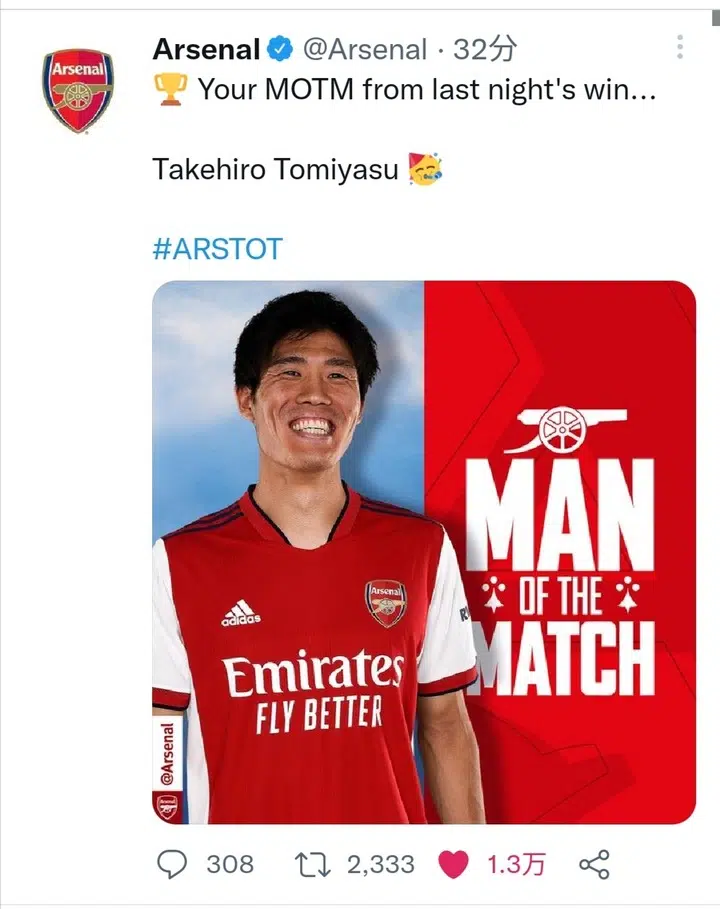 Arsenal @Arsenal · 32分
🏆 Your MOTM from last night's win...
Takehiro Tomiyasu 🥳
#ARSTOT
Arsenal
MAN
OF THE
MATCH
Arsenal
adidas
Emirates
FLY BETTER
@Arsenal
308 2,333 1.3万